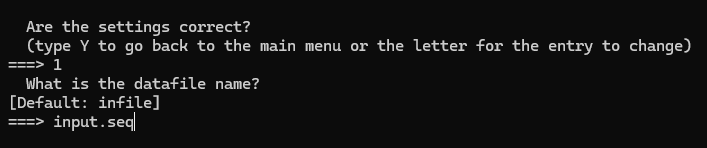 Are the settings correct?
(type Y to go back to the main menu or the letter for the entry to change)
===> 1
What is the datafile name?
[Default: infile]
===> input.seq